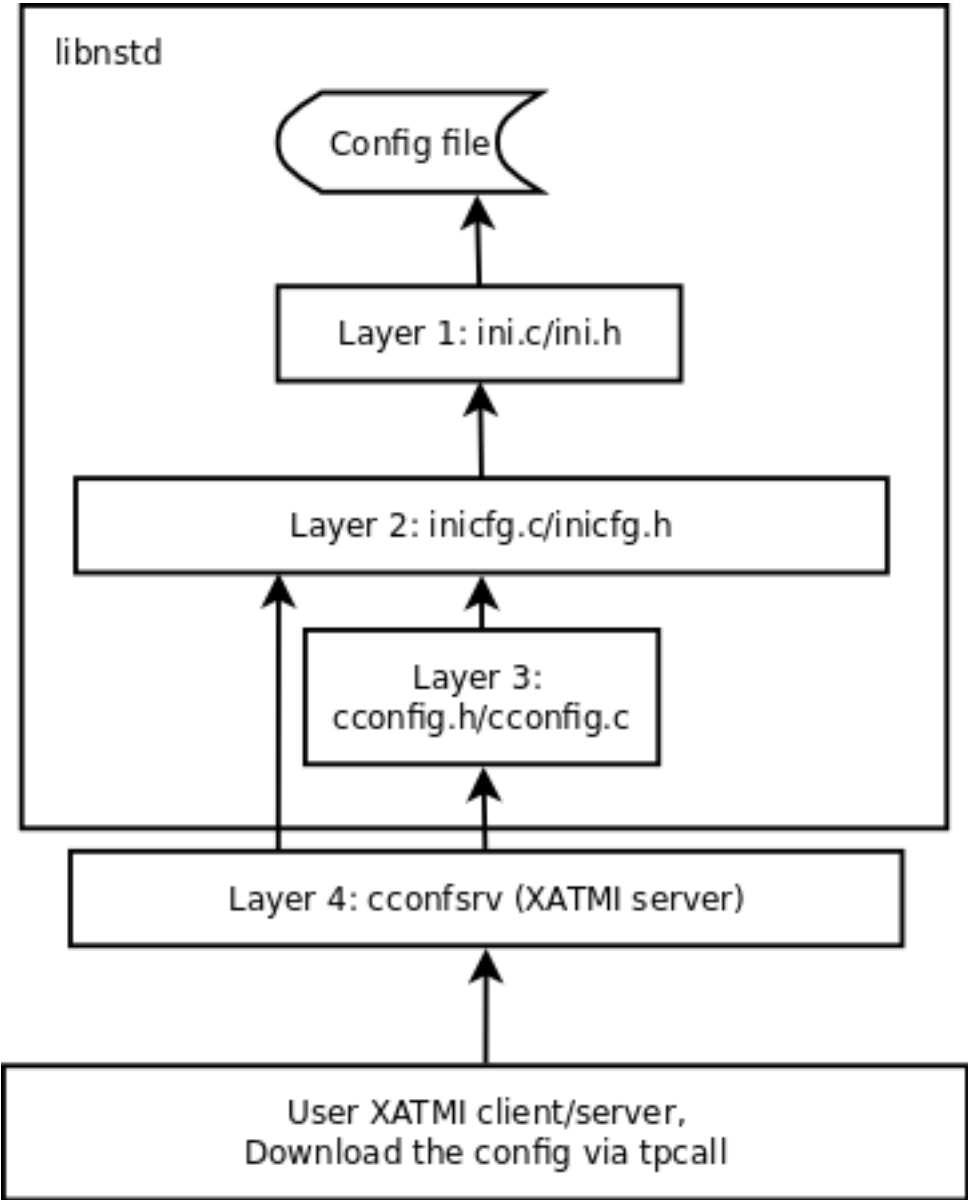 libnstd
Config file
Layer 1: ini.c/ini.h
Layer 2: inicfg.c/inicfg.h
Layer 3:
cconfig.h/cconfig.c
Layer 4: cconfsrv (XATMI server)
User XATMI client/server,
Download the config via tpcall